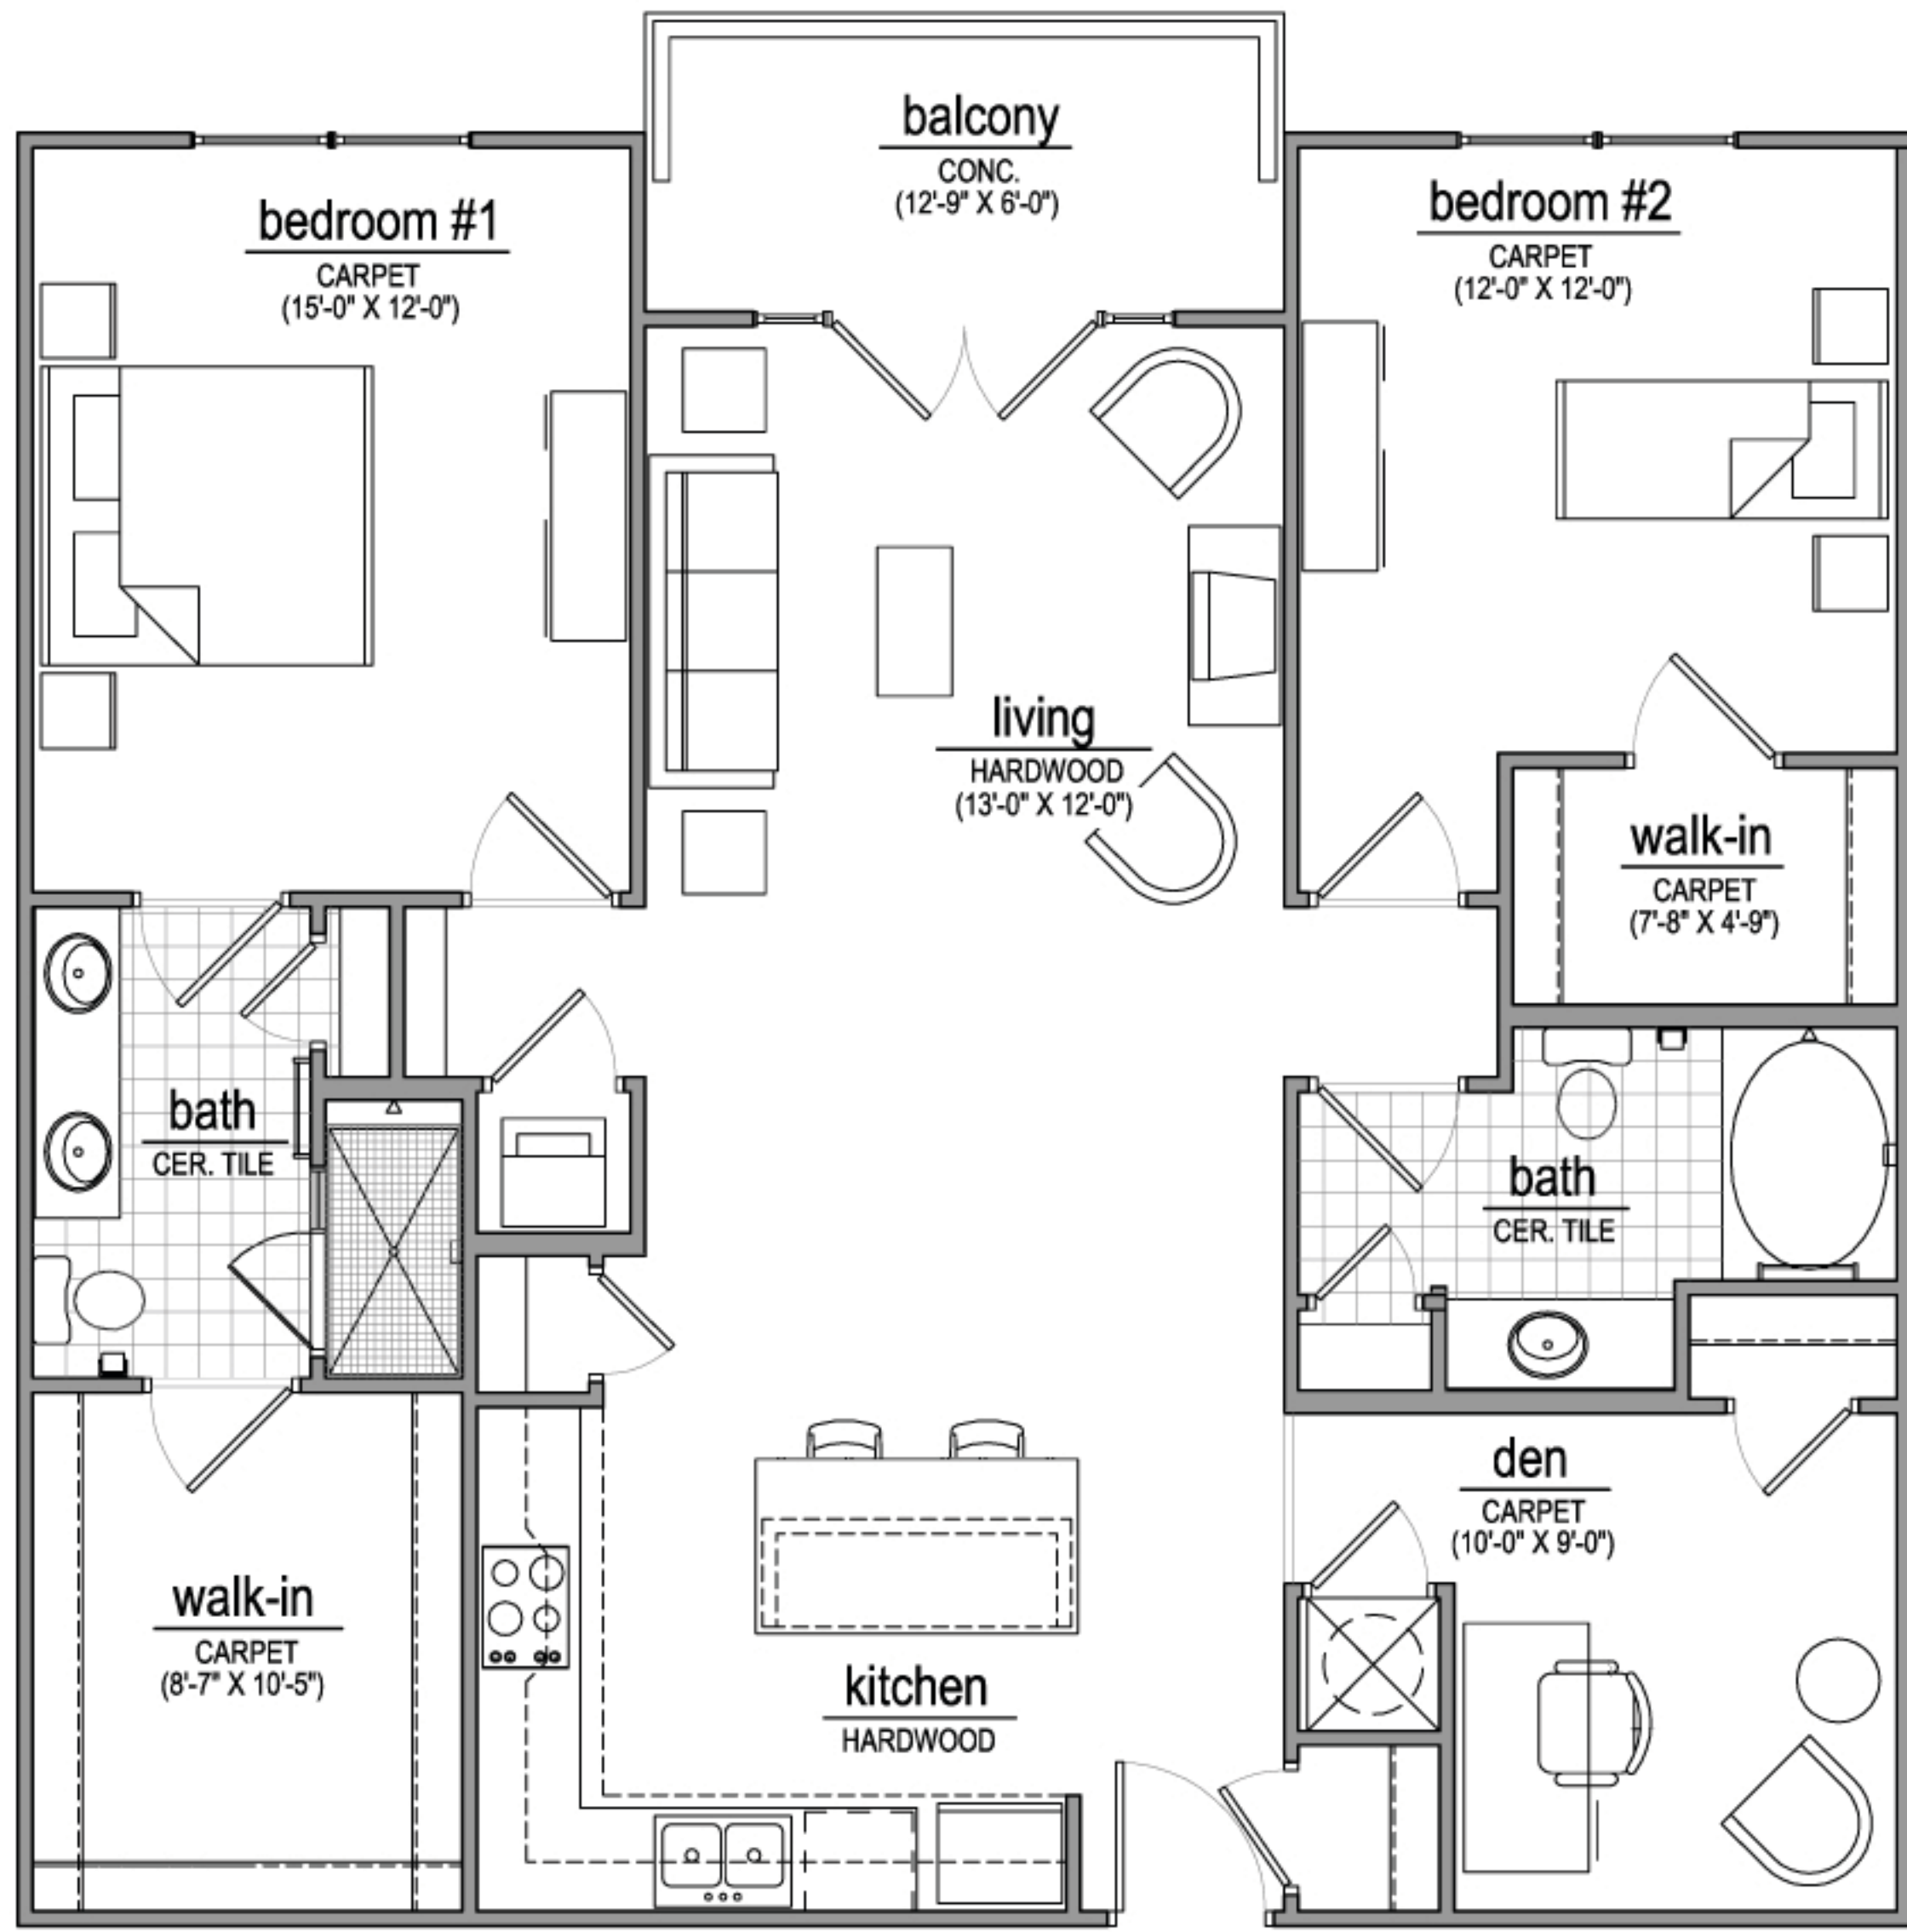 balcony
CONC.
(12'-9" X 6'-0")
bedroom #1
CARPET
(15'-0" X 12'-0")
bedroom #2
CARPET
(12'-0" X 12'-0")
living
HARDWOOD
(13'-0" X 12'-0")
walk-in
CARPET
(7'-8" X 4'-9")
bath
CER. TILE
bath
CER. TILE
den
CARPET
(10'-0" X 9'-0")
walk-in
CARPET
(8'-7" X 10'-5")
kitchen
HARDWOOD